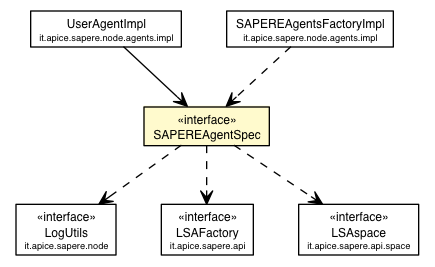 UserAgentImpl
it.apice.sapere.node.agents.impl
SAPEREAgentsFactoryImpl
it.apice.sapere.node.agents.impl
«interface»
SAPEREAgentSpec
«interface»
LogUtils
it.apice.sapere.node
«interface»
LSAFactory
it.apice.sapere.api
«interface»
LSAspace
it.apice.sapere.api.space